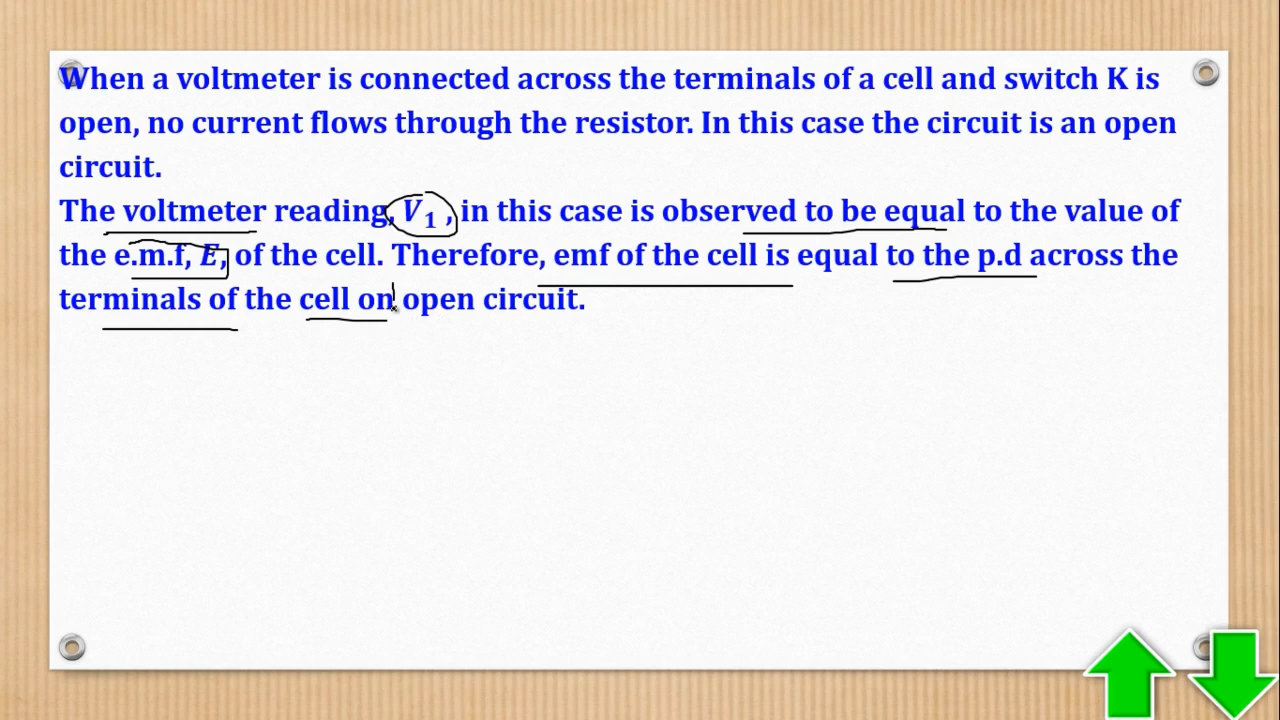 When a voltmeter is connected across the terminals of a cell and switch K is
open, no current flows through the resistor. In this case the circuit is an open
circuit.
The voltmeter reading, V₁ , in this case is observed to be equal to the value of
the e.m.f, E, of the cell. Therefore, emf of the cell is equal to the p.d across the
terminals of the cell on open circuit.